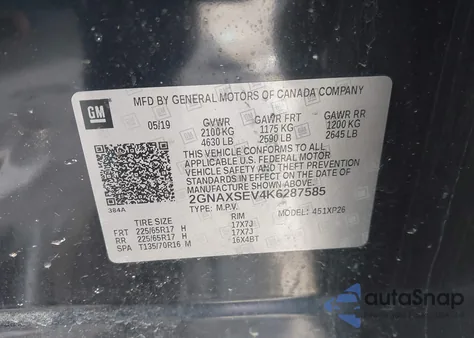 GM
MFD BY GENERAL MOTORS OF CANADA COMPANY
05/19 GVWR GAWR FRT GAWR RR
2100 KG 1175 KG 1200 KG
4630 LB 2590 LB 2645 LB
THIS VEHICLE CONFORMS TO ALL
APPLICABLE U.S. FEDERAL MOTOR
VEHICLE SAFETY AND THEFT PREVENTION
STANDARDS IN EFFECT ON THE DATE OF
MANUFACTURE SHOWN ABOVE.
384A 2GNAXSEV4K6287585
TYPE: M.P.V. MODEL: 451XP26
TIRE SIZE RIM
FRT 225/65R17 H 17X7J
RR 225/65R17 H 17X7J
SPA T135/70R16 M 16X4BT
autoSnap